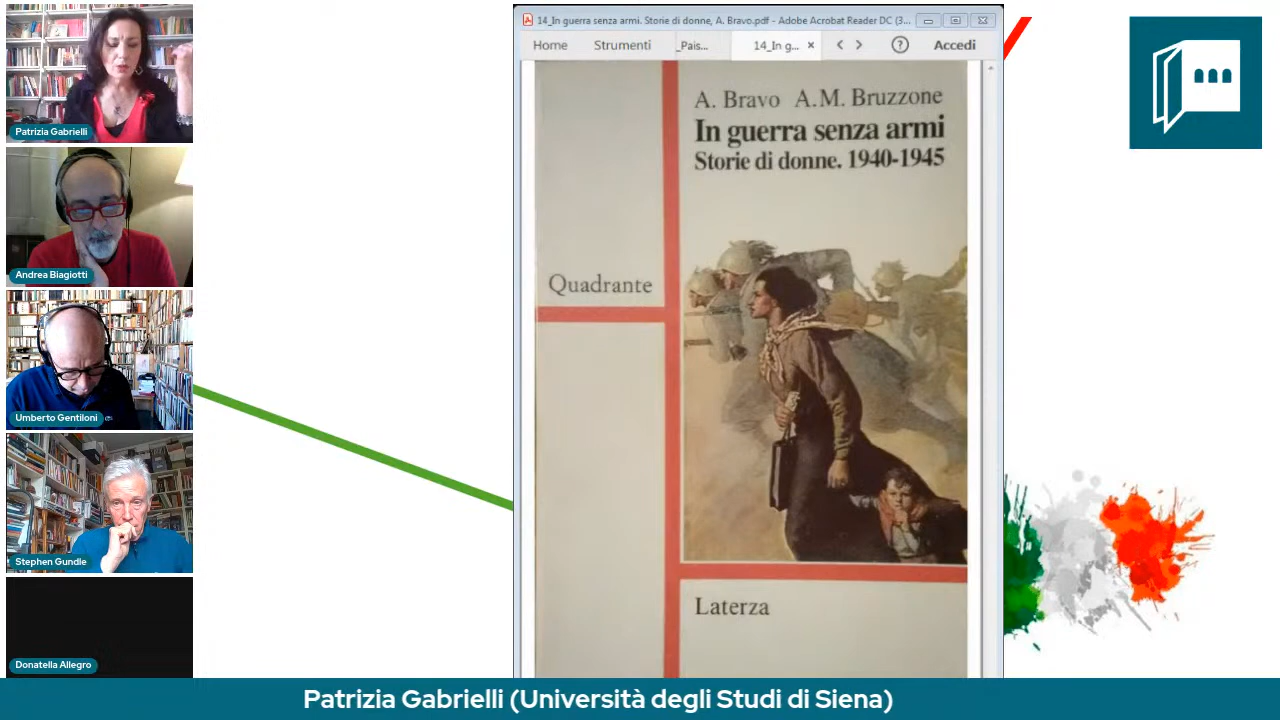 14_In guerra senza armi. Storie di donne, A. Bravo.pdf - Adobe Acrobat Reader DC (3...
Home Strumenti _Pais... 14_In g... × ? Accedi
A. Bravo A.M. Bruzzone
In guerra senza armi
Storie di donne. 1940-1945
Quadrante
Laterza
Patrizia Gabrielli
Andrea Biagiotti
Umberto Gentiloni
Stephen Gundle
Donatella Allegro
Patrizia Gabrielli (Università degli Studi di Siena)